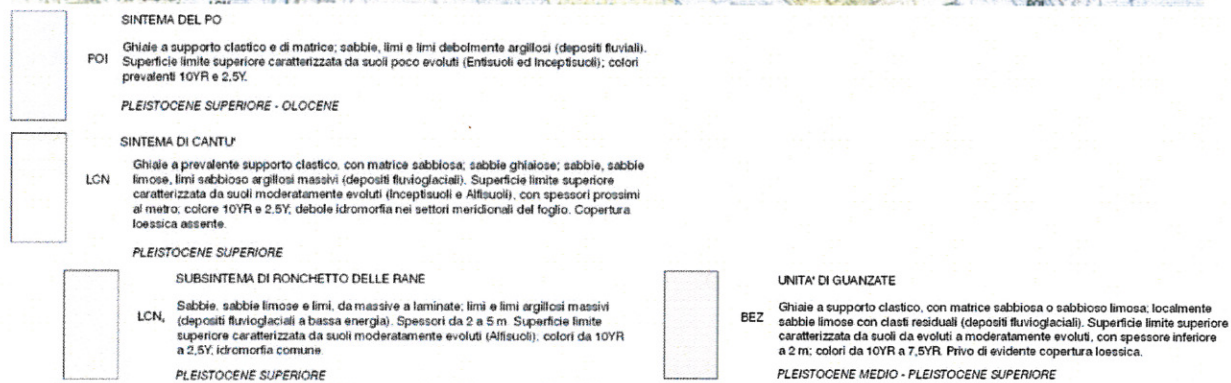 SINTEMA DEL PO
POI
Ghiaie a supporto clastico e di matrice; sabbie, limi e limi debolmente argillosi (depositi fluviali).
Superficie limite superiore caratterizzata da suoli poco evoluti (Entisuoli ed Inceptisuoli); colori
prevalenti 10YR e 2,5Y.
PLEISTOCENE SUPERIORE - OLOCENE
SINTEMA DI CANTU'
LCN
Ghiaie a prevalente supporto clastico, con matrice sabbiosa; sabbie ghiaiose; sabbie, sabbie
limose, limi sabbioso argillosi massivi (depositi fluvioglaciali). Superficie limite superiore
caratterizzata da suoli moderatamente evoluti (Inceptisuoli e Alfisuoli), con spessori prossimi
al metro; colore 10YR e 2,5Y; debole idromorfia nei settori meridionali del foglio. Copertura
loessica assente.
PLEISTOCENE SUPERIORE
SUBSINTEMA DI RONCHETTO DELLE RANE
LCN,
Sabbie, sabbie limose e limi, da massive a laminate; limi e limi argillosi massivi
(depositi fluvioglaciali a bassa energia). Spessori da 2 a 5 m. Superficie limite
superiore caratterizzata da suoli moderatamente evoluti (Alfisuoli), colori da 10YR
a 2,5Y, idromorfia comune.
PLEISTOCENE SUPERIORE
UNITA' DI GUANZATE
BEZ
Ghiaie a supporto clastico, con matrice sabbiosa o sabbioso limosa; localmente
sabbie limose con clasti residuali (depositi fluvioglaciali). Superficie limite superiore
caratterizzata da suoli da evoluti a moderatamente evoluti, con spessore inferiore
a 2 m; colori da 10YR a 7,5YR. Privo di evidente copertura loessica.
PLEISTOCENE MEDIO - PLEISTOCENE SUPERIORE